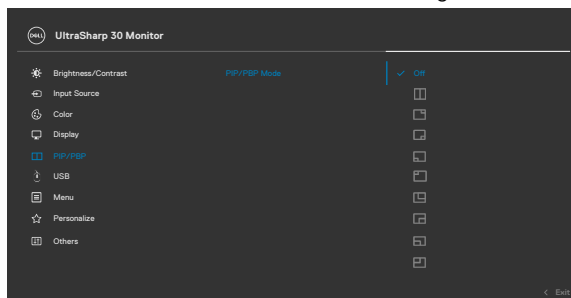 DELL UltraSharp 30 Monitor
Brightness/Contrast PIP/PBP Mode Off
Input Source
Color
Display
PIP/PBP
USB
Menu
Personalize
Others
Exit